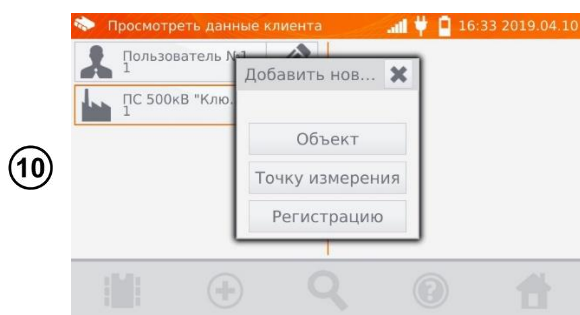 10
Просмотреть данные клиента 16:33 2019.04.10
Пользователь №1
1
ПС 500кВ "Клю...
1
Добавить нов...
Объект
Точку измерения
Регистрацию